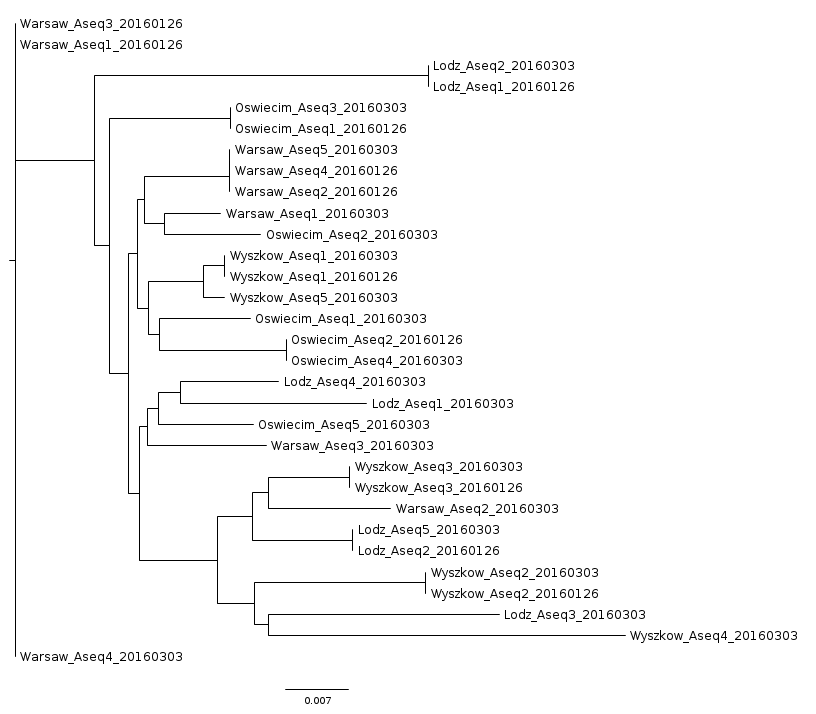 Warsaw_Aseq3_20160126
Warsaw_Aseq1_20160126
Lodz_Aseq2_20160303
Lodz_Aseq1_20160126
Oswiecim_Aseq3_20160303
Oswiecim_Aseq1_20160126
Warsaw_Aseq5_20160303
Warsaw_Aseq4_20160126
Warsaw_Aseq2_20160126
Warsaw_Aseq1_20160303
Oswiecim_Aseq2_20160303
Wyszkow_Aseq1_20160303
Wyszkow_Aseq1_20160126
Wyszkow_Aseq5_20160303
Oswiecim_Aseq1_20160303
Oswiecim_Aseq2_20160126
Oswiecim_Aseq4_20160303
Lodz_Aseq4_20160303
Lodz_Aseq1_20160303
Oswiecim_Aseq5_20160303
Warsaw_Aseq3_20160303
Wyszkow_Aseq3_20160303
Wyszkow_Aseq3_20160126
Warsaw_Aseq2_20160303
Lodz_Aseq5_20160303
Lodz_Aseq2_20160126
Wyszkow_Aseq2_20160303
Wyszkow_Aseq2_20160126
Lodz_Aseq3_20160303
Wyszkow_Aseq4_20160303
Warsaw_Aseq4_20160303
0.007